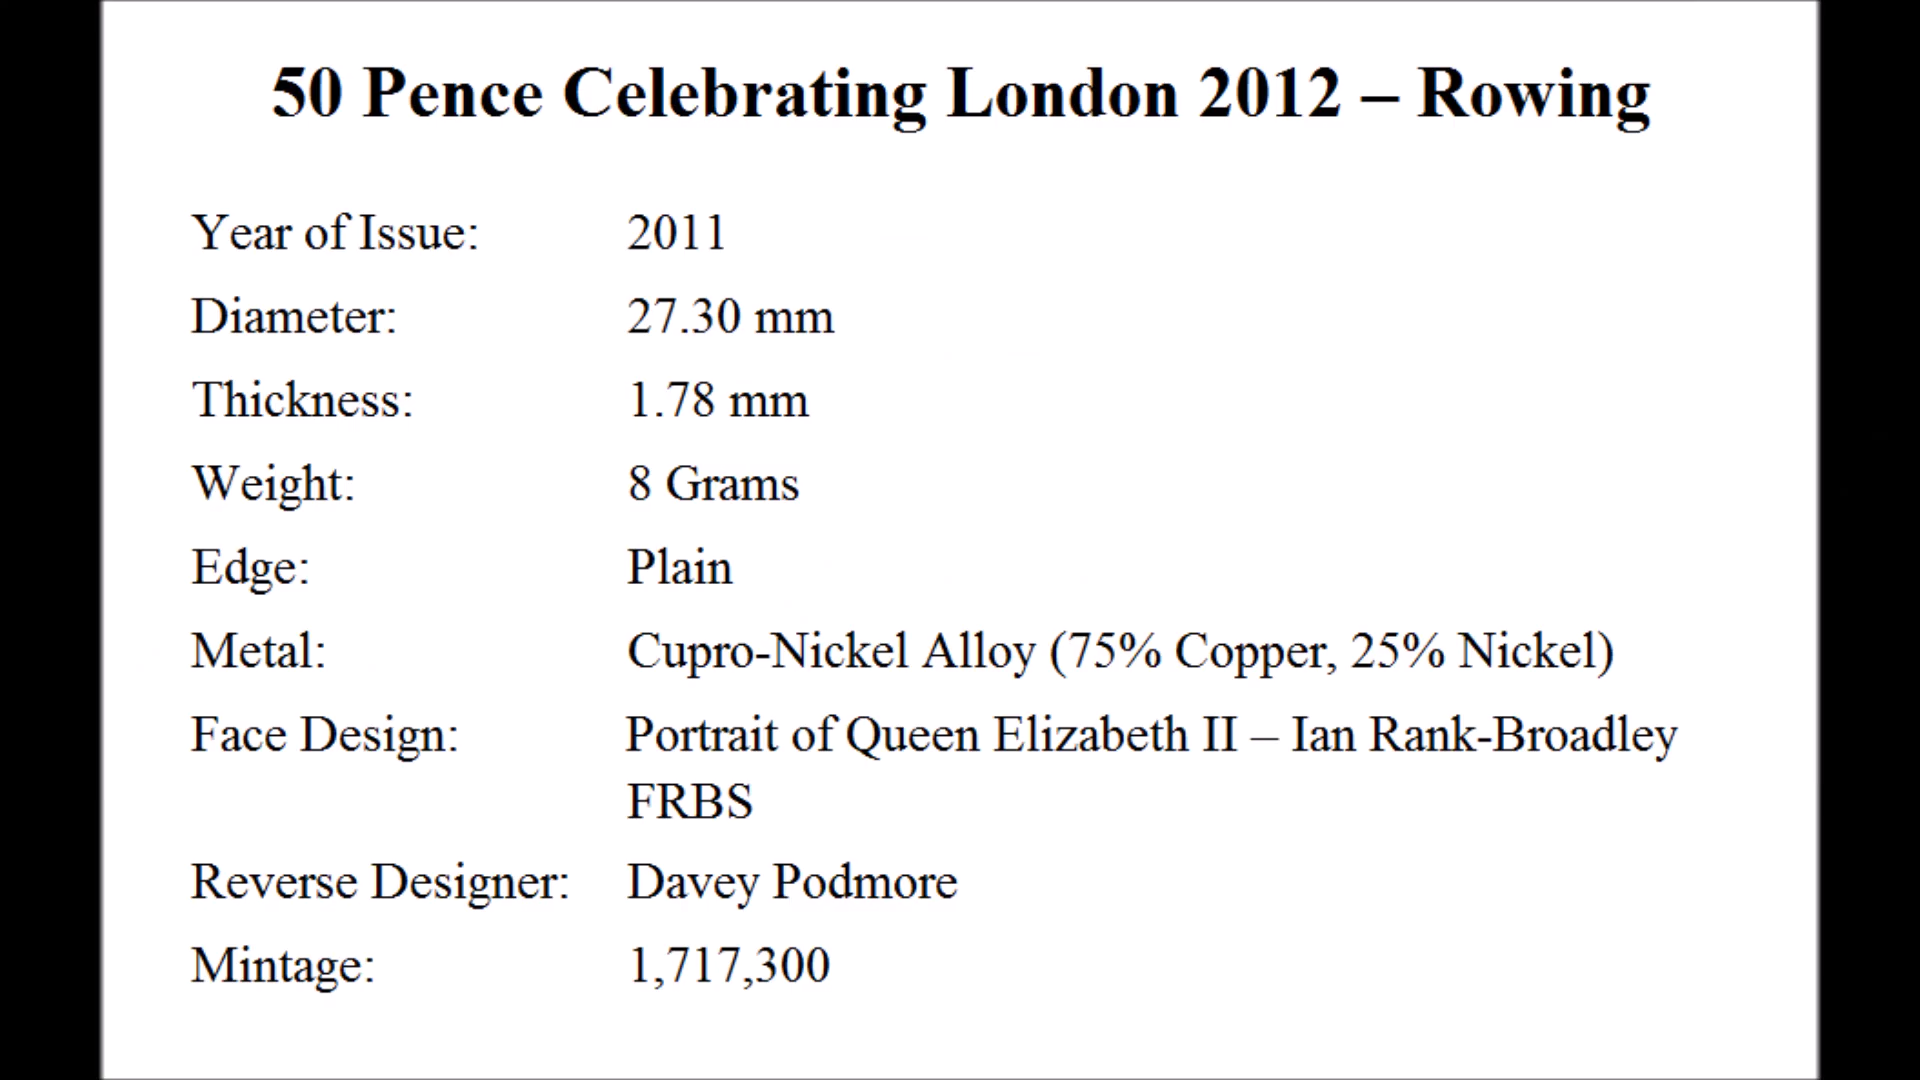 50 Pence Celebrating London 2012 – Rowing
Year of Issue: 2011
Diameter: 27.30 mm
Thickness: 1.78 mm
Weight: 8 Grams
Edge: Plain
Metal: Cupro-Nickel Alloy (75% Copper, 25% Nickel)
Face Design: Portrait of Queen Elizabeth II – Ian Rank-Broadley
FRBS
Reverse Designer: Davey Podmore
Mintage: 1,717,300